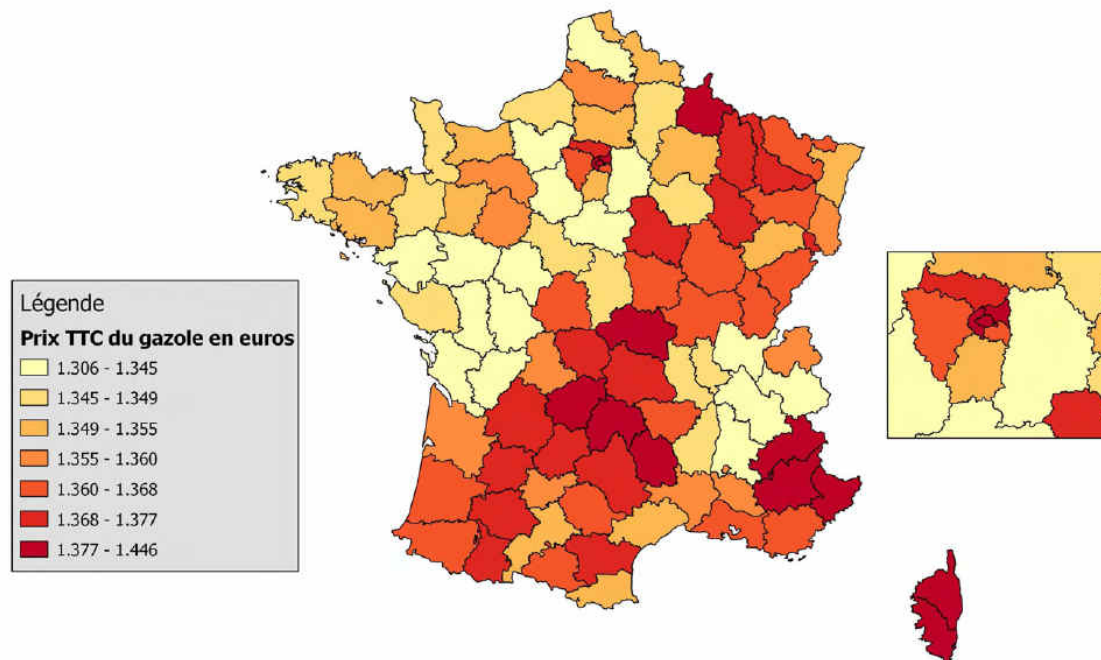 Légende
Prix TTC du gazole en euros
1.306 - 1.345
1.345 - 1.349
1.349 - 1.355
1.355 - 1.360
1.360 - 1.368
1.368 - 1.377
1.377 - 1.446